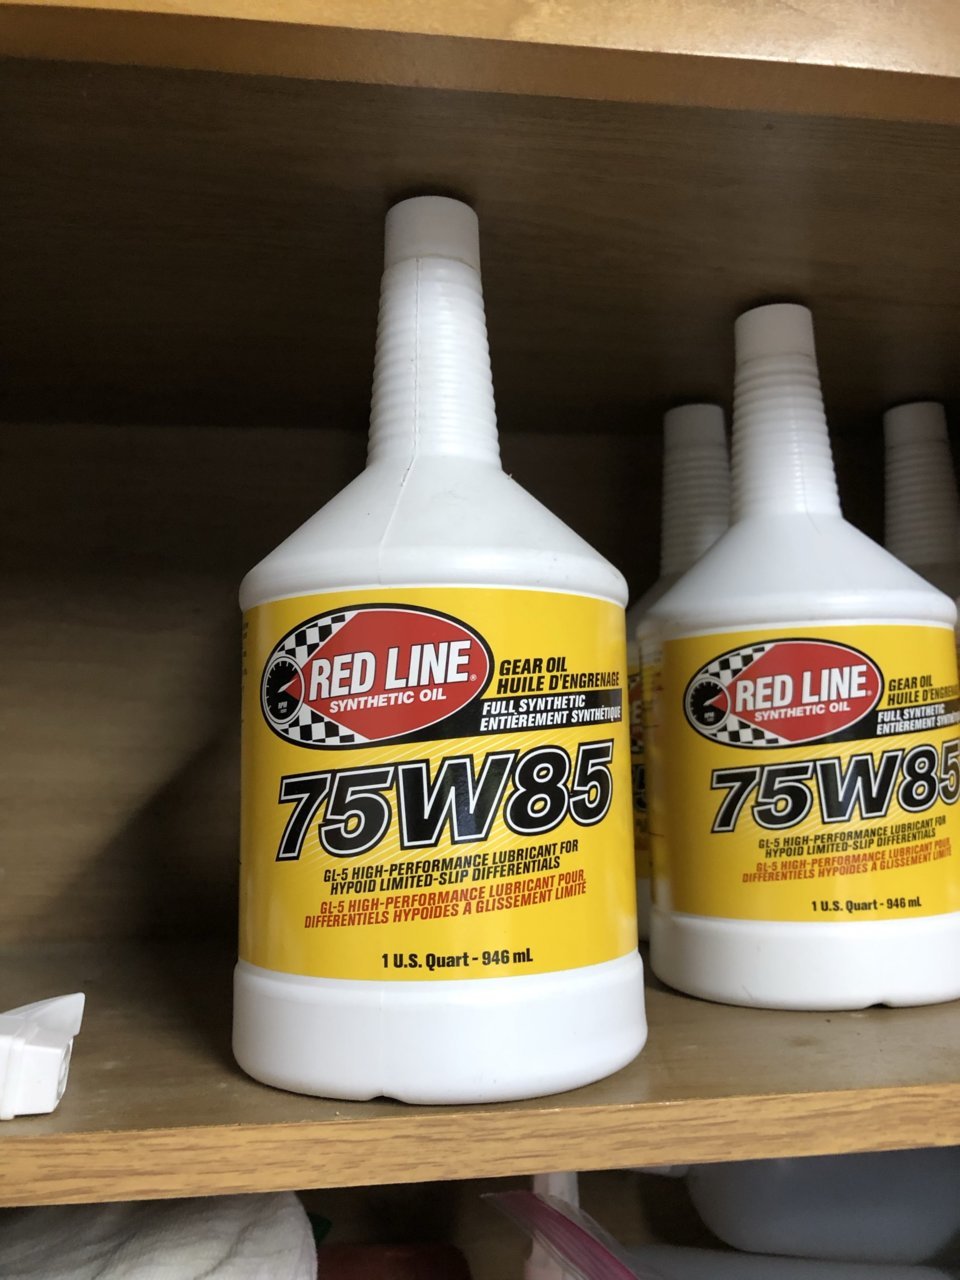 RED LINE®
SYNTHETIC OIL
RPM
GEAR OIL
HUILE D'ENGRENAGE
FULL SYNTHETIC
ENTIÈREMENT SYNTHÉTIQUE
75W85
GL-5 HIGH-PERFORMANCE LUBRICANT FOR
HYPOID LIMITED-SLIP DIFFERENTIALS
GL-5 HIGH-PERFORMANCE LUBRICANT POUR
DIFFÉRENTIELS HYPOÏDES A GLISSEMENT LIMITÉ
1 U.S. Quart - 946 mL
RED LINE®
SYNTHETIC OIL
RPM
GEAR OIL
HUILE D'ENGRENAGE
FULL SYNTHETIC
75W85
GL-5 HIGH-PERFORMANCE LUBRICANT FOR
HYPOID LIMITED-SLIP DIFFERENTIALS
GL-5 HIGH-PERFORMANCE LUBRICANT POUR
DIFFÉRENTIELS HYPOÏDES A GLISSEMENT LIMITÉ
1 U.S. Quart - 946 mL